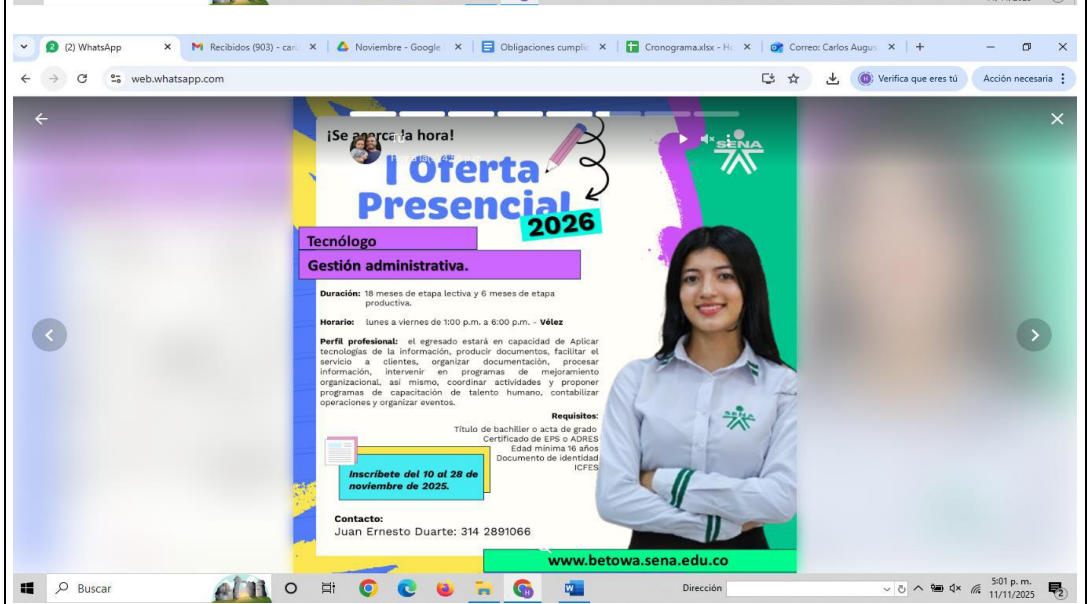 (2) WhatsApp
Recibidos (903) - cari
Noviembre - Google
Obligaciones cumplic
Cronograma.xlsx - Ho
Correo: Carlos Augus
web.whatsapp.com
Verifica que eres tú
Acción necesaria
¡Se acerca la hora!
Tú
SENA
I Oferta
Presencial
2026
Tecnólogo
Gestión administrativa.
Duración: 18 meses de etapa lectiva y 6 meses de etapa
productiva.
Horario: lunes a viernes de 1:00 p.m. a 6:00 p.m. - Vélez
Perfil profesional: el egresado estará en capacidad de Aplicar
tecnologías de la información, producir documentos, facilitar el
servicio a clientes, organizar documentación, procesar
información, intervenir en programas de mejoramiento
organizacional, así mismo, coordinar actividades y proponer
programas de capacitación de talento humano, contabilizar
operaciones y organizar eventos.
Requisitos:
Título de bachiller o acta de grado
Certificado de EPS o ADRES
Edad mínima 16 años
Documento de identidad
ICFES
Inscríbete del 10 al 28 de
noviembre de 2025.
Contacto:
Juan Ernesto Duarte: 314 2891066
www.betowa.sena.edu.co
Buscar
Dirección
5:01 p. m.
11/11/2025